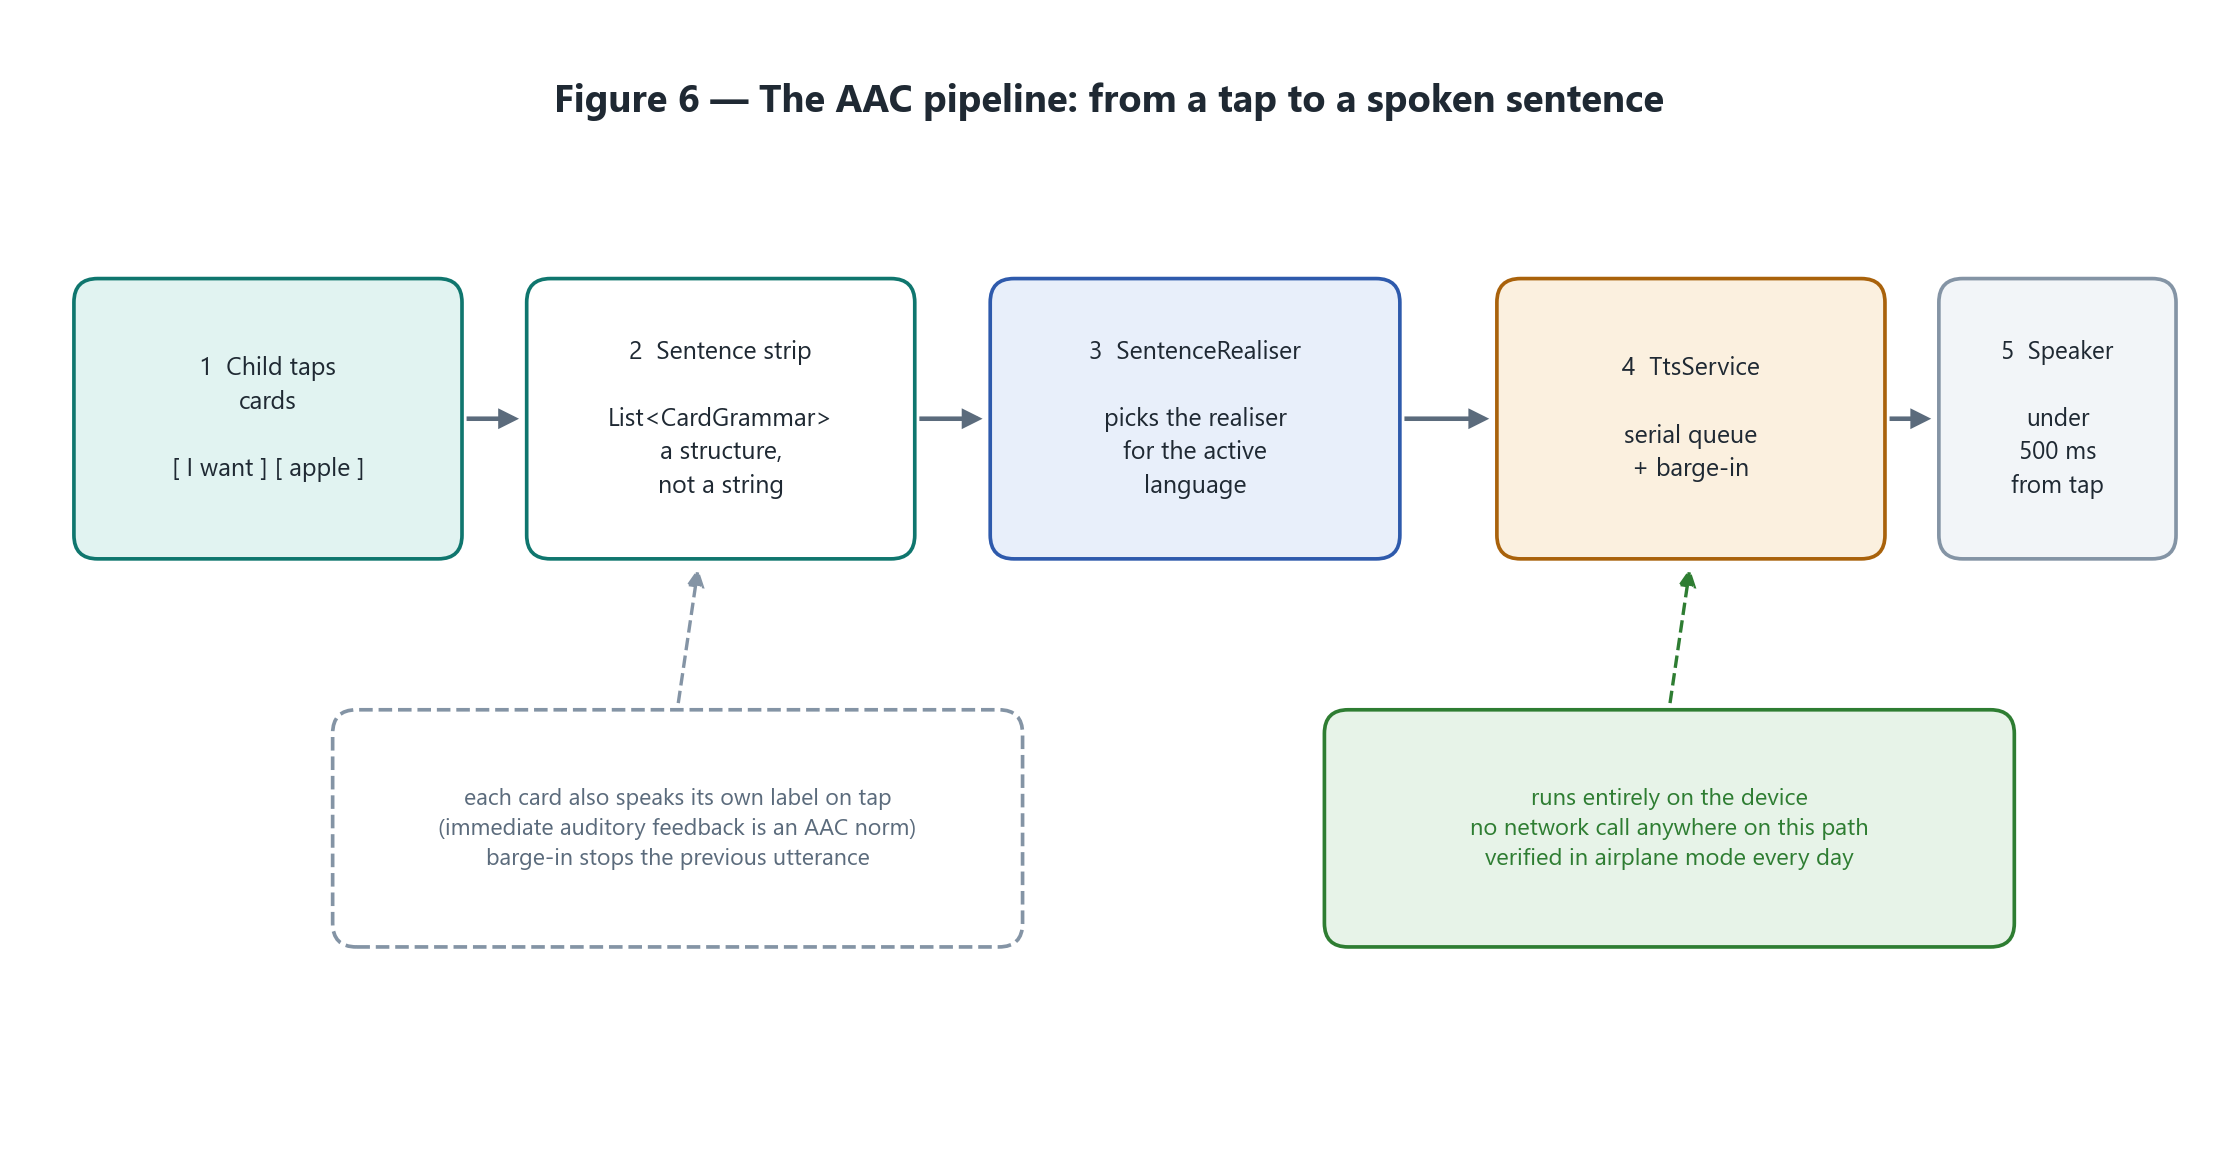 Figure 6 — The AAC pipeline: from a tap to a spoken sentence
1 Child taps
cards
[ I want ] [ apple ]
2 Sentence strip
List<CardGrammar>
a structure,
not a string
3 SentenceRealiser
picks the realiser
for the active
language
4 TtsService
serial queue
+ barge-in
5 Speaker
under
500 ms
from tap
each card also speaks its own label on tap
(immediate auditory feedback is an AAC norm)
barge-in stops the previous utterance
runs entirely on the device
no network call anywhere on this path
verified in airplane mode every day